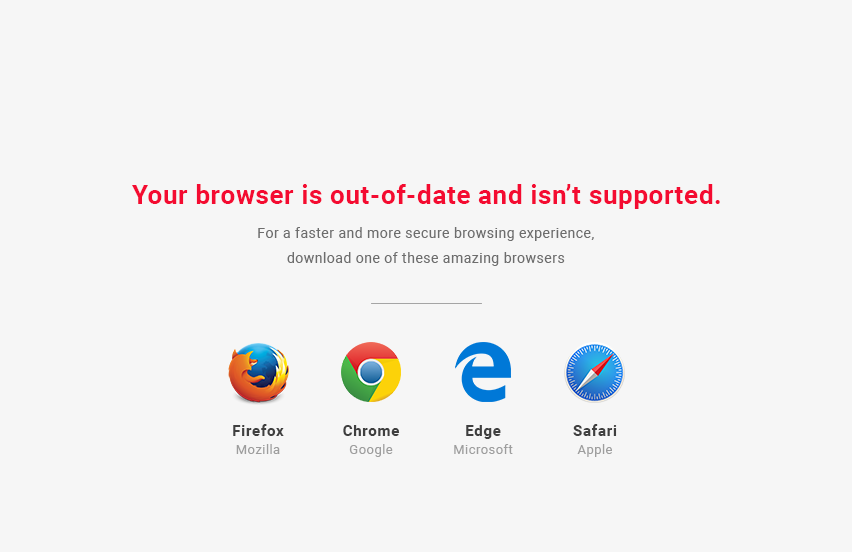 Your browser is out-of-date and isn’t supported.
For a faster and more secure browsing experience,
download one of these amazing browsers
Firefox Chrome Edge Safari
Mozilla Google Microsoft Apple